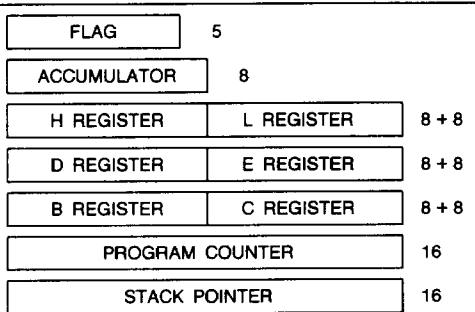 FLAG 5
ACCUMULATOR 8
H REGISTER L REGISTER 8 + 8
D REGISTER E REGISTER 8 + 8
B REGISTER C REGISTER 8 + 8
PROGRAM COUNTER 16
STACK POINTER 16